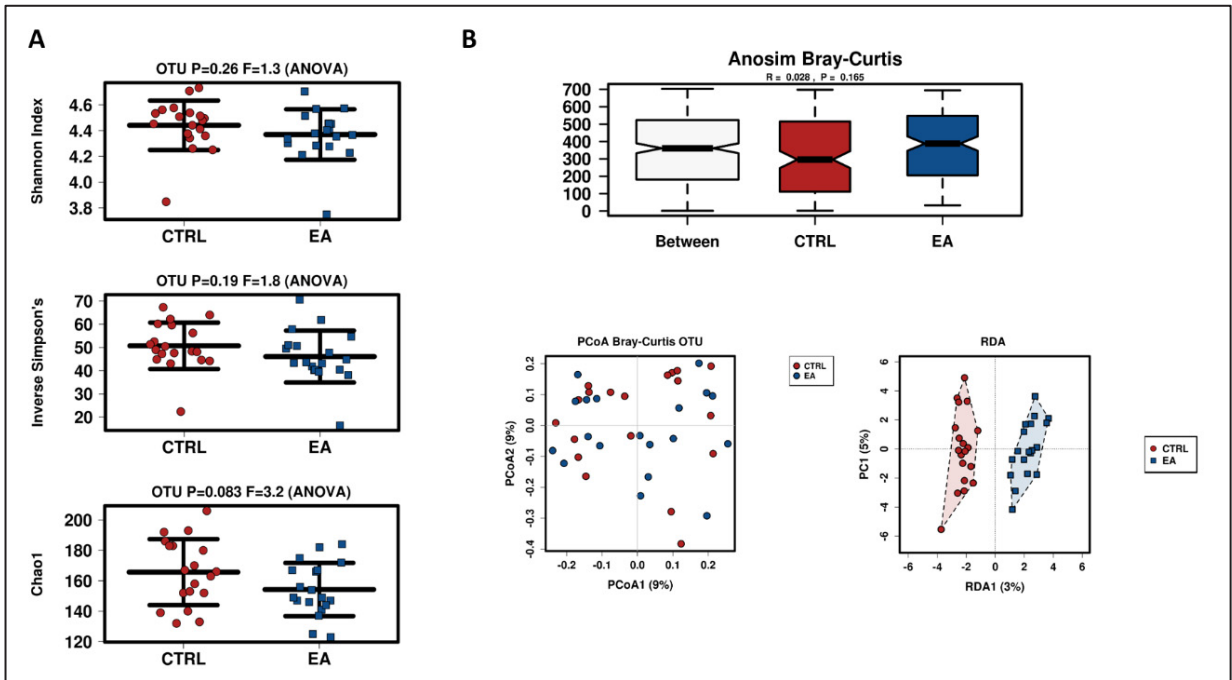 A
OTU P=0.26 F=1.3 (ANOVA)
Shannon Index
4.6
4.4
4.2
4.0
3.8
CTRL
EA
OTU P=0.19 F=1.8 (ANOVA)
Inverse Simpson's
70
60
50
40
30
20
CTRL
EA
OTU P=0.083 F=3.2 (ANOVA)
Chao1
200
180
160
140
120
CTRL
EA
B
Anosim Bray-Curtis
R = 0.028 , P = 0.165
700
600
500
400
300
200
100
0
Between
CTRL
EA
PCoA Bray-Curtis OTU
PCoA2 (9%)
0.2
0.1
0.0
-0.1
-0.2
-0.3
-0.4
-0.2
-0.1
0.0
0.1
0.2
PCoA1 (9%)
CTRL
EA
RDA
PC1 (5%)
6
4
2
0
-2
-4
-6
-6
-4
-2
0
2
4
6
RDA1 (3%)
CTRL
EA